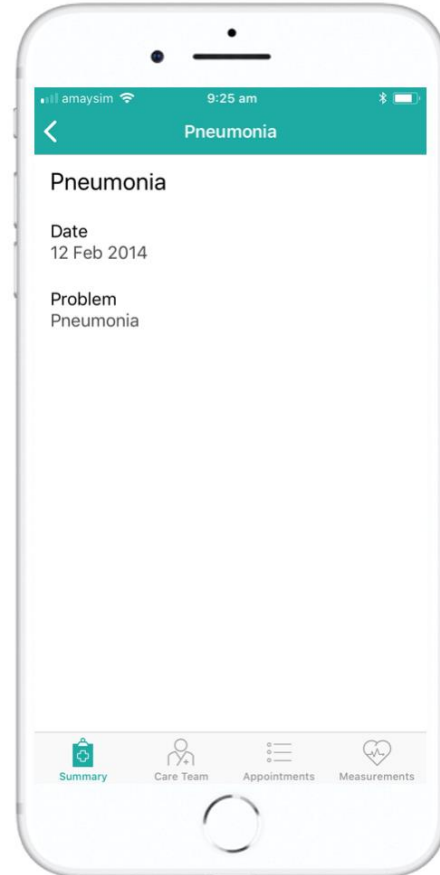 amaysim 9:25 am
Pneumonia
Pneumonia
Date
12 Feb 2014
Problem
Pneumonia
Summary Care Team Appointments Measurements